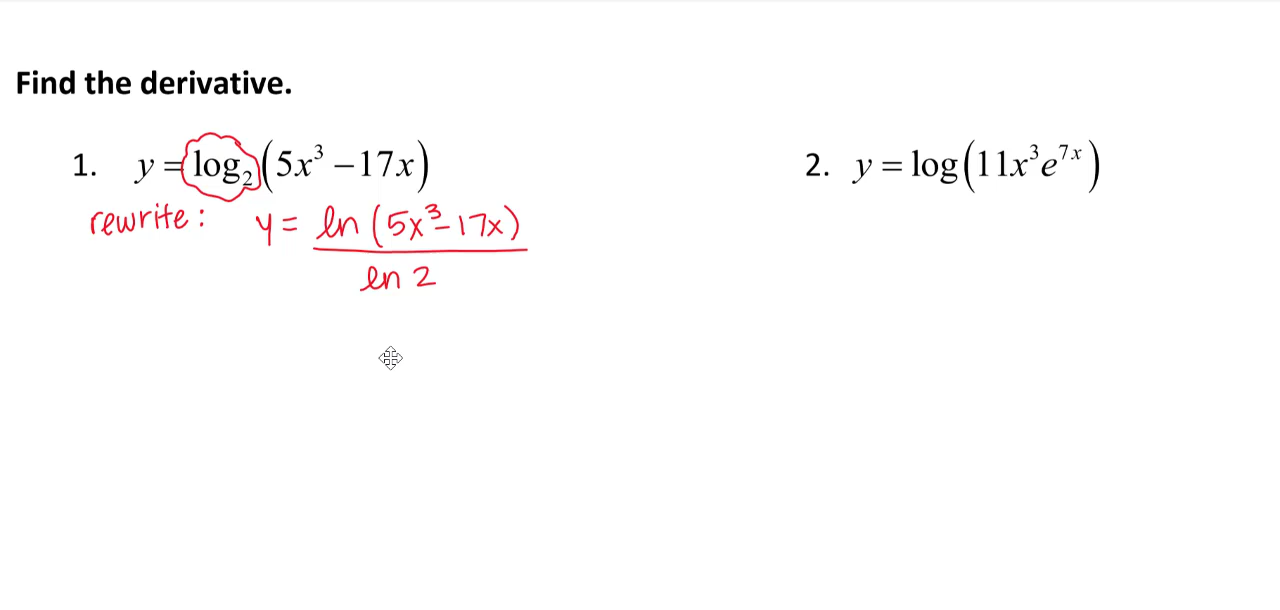 Find the derivative.
1. y = log₂(5x³ − 17x)
2. y = log(11x³e⁷ˣ)
rewrite: y = ln (5x³ − 17x)
ln 2